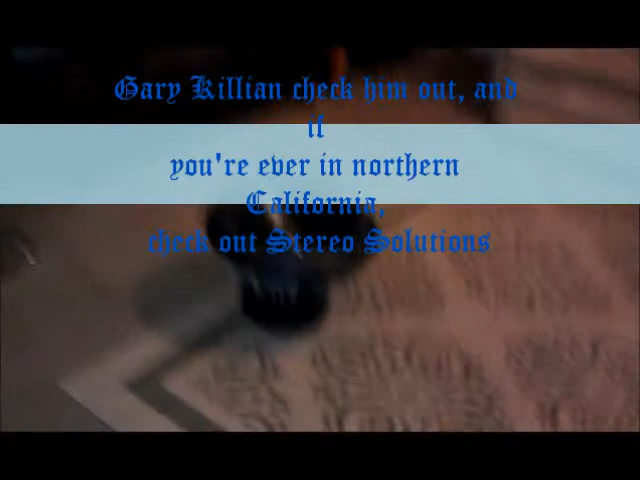 Gary Killian check him out, and
if
you're ever in northern
California,
check out Stereo Solutions